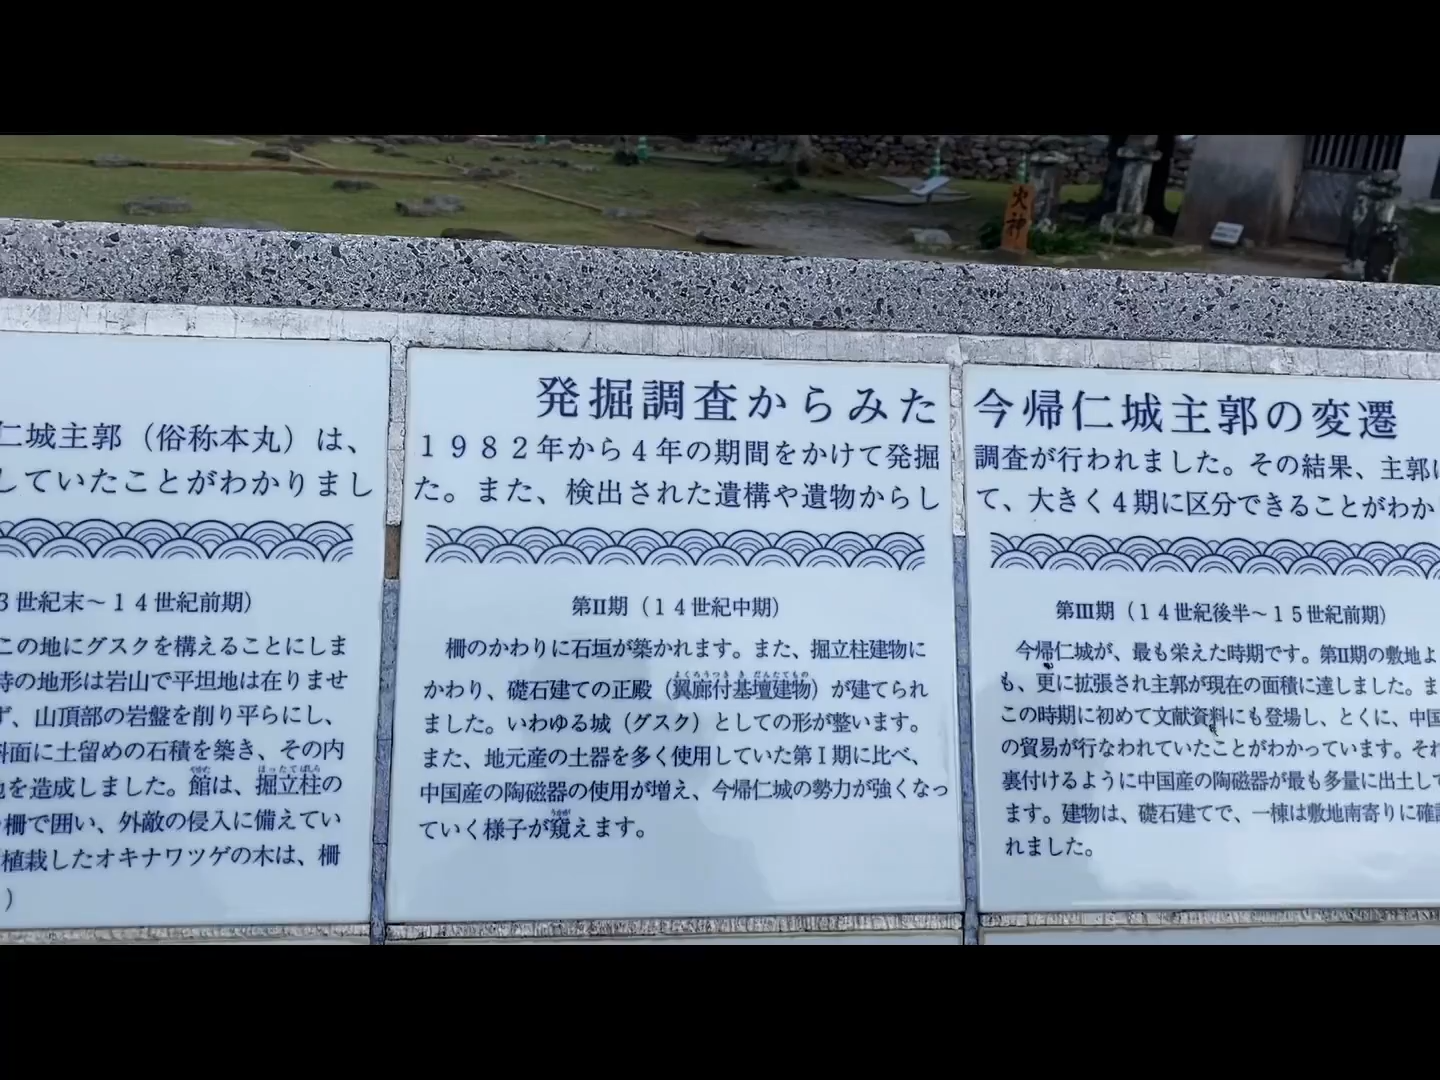 火神
発掘調査からみた 今帰仁城主郭の変遷
仁城主郭（俗称本丸）は、１９８２年から４年の期間をかけて発掘調査が行われました。その結果、主郭
していたことがわかりました。また、検出された遺構や遺物からして、大きく４期に区分できることがわか
３世紀末～１４世紀前期）
この地にグスクを構えることにしま
時の地形は岩山で平坦地は在りませ
ず、山頂部の岩盤を削り平らにし、
斜面に土留めの石積を築き、その内
を造成しました。館は、掘立柱の
柵で囲い、外敵の侵入に備えてい
植栽したオキナワツゲの木は、柵
）
第Ⅱ期（１４世紀中期）
柵のかわりに石垣が築かれます。また、掘立柱建物に
かわり、礎石建ての正殿（翼廊付基壇建物）が建てられ
ました。いわゆる城（グスク）としての形が整います。
また、地元産の土器を多く使用していた第Ⅰ期に比べ、
中国産の陶磁器の使用が増え、今帰仁城の勢力が強くなっ
ていく様子が窺えます。
第Ⅲ期（１４世紀後半～１５世紀前期）
今帰仁城が、最も栄えた時期です。第Ⅱ期の敷地よ
も、更に拡張され主郭が現在の面積に達しました。ま
この時期に初めて文献資料にも登場し、とくに、中国
の貿易が行なわれていたことがわかっています。それ
裏付けるように中国産の陶磁器が最も多量に出土して
ます。建物は、礎石建てで、一棟は敷地南寄りに確認
れました。